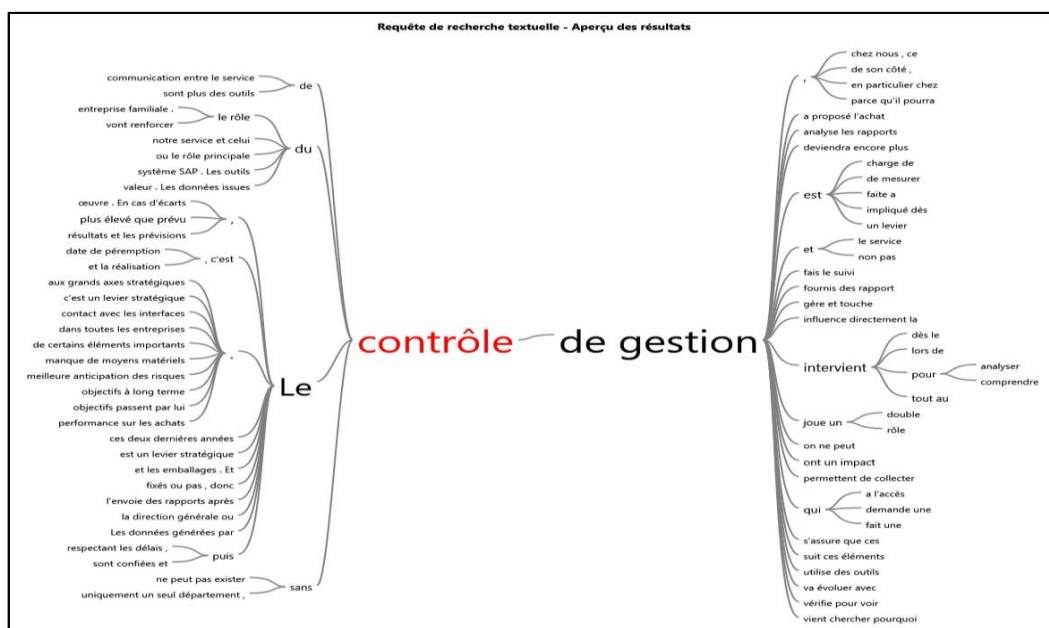 Requête de recherche textuelle - Aperçu des résultats
communication entre le service
sont plus des outils
de
entreprise familiale .
vont renforcer
le rôle
notre service et celui
ou le rôle principale
système SAP . Les outils
valeur . Les données issues
du
œuvre . En cas d'écarts
plus élevé que prévu
résultats et les prévisions
,
date de péremption
et la réalisation
, c'est
aux grands axes stratégiques
c'est un levier stratégique
contact avec les interfaces
dans toutes les entreprises
de certains éléments importants
manque de moyens matériels
meilleure anticipation des risques
objectifs à long terme
objectifs passent par lui
performance sur les achats
.
ces deux dernières années
est un levier stratégique
et les emballages . Et
fixés ou pas , donc
l'envoie des rapports après
la direction générale ou
Les données générées par
respectant les délais ,
sont confiées et
puis
Le
ne peut pas exister
uniquement un seul département ,
sans
contrôle
de gestion
,
chez nous , ce
de son côté ,
en particulier chez
parce qu'il pourra
a proposé l'achat
analyse les rapports
deviendra encore plus
est
charge de
de mesurer
faite a
impliqué dès
un levier
et
le service
non pas
fais le suivi
fournis des rapport
gère et touche
influence directement la
intervient
dès le
lors de
pour
analyser
comprendre
tout au
joue un
double
rôle
on ne peut
ont un impact
permettent de collecter
qui
a l'accès
demande une
fait une
s'assure que ces
suit ces éléments
utilise des outils
va évoluer avec
vérifie pour voir
vient chercher pourquoi